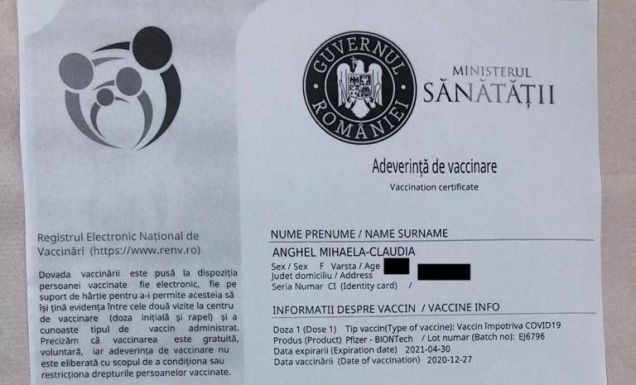 GUVERNUL ROMÂNIEI
MINISTERUL
SĂNĂTĂȚII
Adeverință de vaccinare
Vaccination certificate
Registrul Electronic Național de
Vaccinări (https://www.renv.ro)
Dovada vaccinării este pusă la dispoziția
persoanei vaccinate fie electronic, fie pe
suport de hârtie pentru a-i permite acesteia să
își țină evidența între cele două vizite la centru
de vaccinare (doza inițială și rapel) și a
cunoaste tipul de vaccin administrat.
Precizăm că vaccinarea este gratuită,
voluntară, iar adeverința de vaccinare nu
este eliberată cu scopul de a condiționa sau
restricționa drepturile persoanelor vaccinate.
NUME PRENUME / NAME SURNAME
ANGHEL MIHAELA-CLAUDIA
Sex / Sex F Varsta / Age
Judet domiciliu / Address
Seria Numar CI (Identity card) /
INFORMATII DESPRE VACCIN / VACCINE INFO
Doza 1 (Dose 1) Tip vaccin(Type of vaccine): Vaccin împotriva COVID19
Produs (Product) Pfizer - BIONTech / Lot numar (Batch no): EJ6796
Data expirarii (Expiration date) 2021-04-30
Data vaccinării (Date of vaccination) 2020-12-27